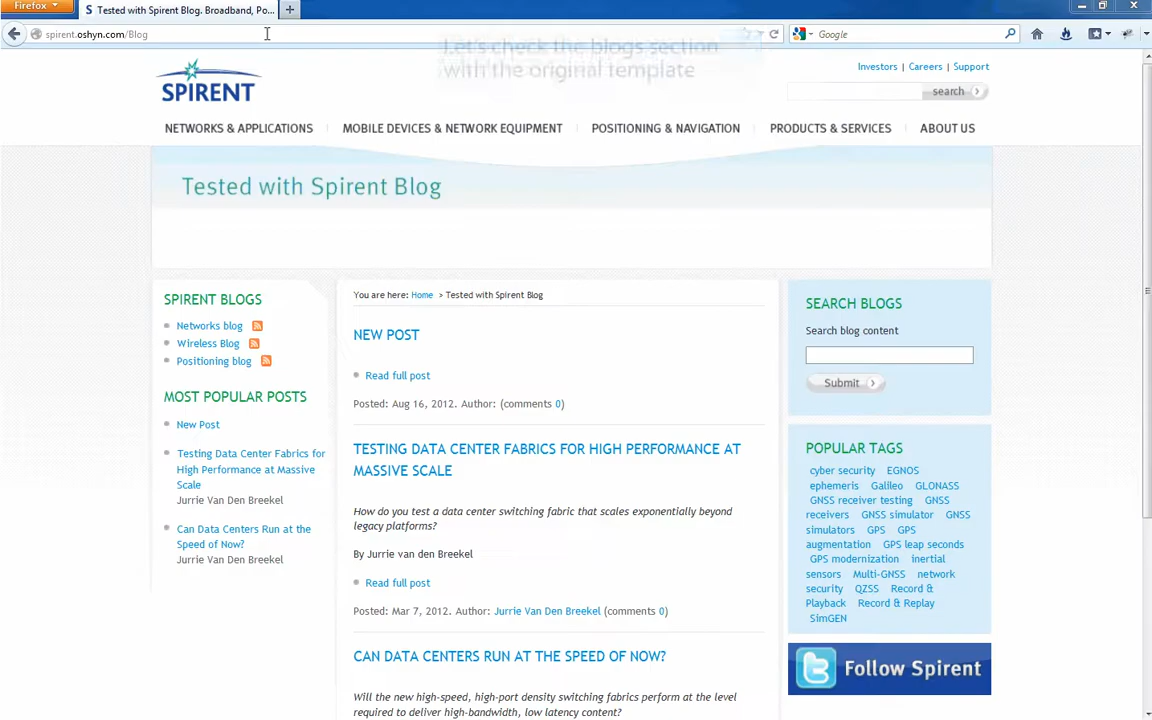 Firefox
Tested with Spirent Blog. Broadband, Po...
spirent.oshyn.com/Blog
Google
Let's check the blogs section
with the original template
Investors | Careers | Support
SPIRENT
search
NETWORKS & APPLICATIONS
MOBILE DEVICES & NETWORK EQUIPMENT
POSITIONING & NAVIGATION
PRODUCTS & SERVICES
ABOUT US
Tested with Spirent Blog
SPIRENT BLOGS
Networks blog
Wireless Blog
Positioning blog
MOST POPULAR POSTS
New Post
Testing Data Center Fabrics for
High Performance at Massive
Scale
Jurrie Van Den Breekel
Can Data Centers Run at the
Speed of Now?
Jurrie Van Den Breekel
You are here: Home > Tested with Spirent Blog
NEW POST
Read full post
Posted: Aug 16, 2012. Author: (comments 0)
TESTING DATA CENTER FABRICS FOR HIGH PERFORMANCE AT
MASSIVE SCALE
How do you test a data center switching fabric that scales exponentially beyond
legacy platforms?
By Jurrie van den Breekel
Read full post
Posted: Mar 7, 2012. Author: Jurrie Van Den Breekel (comments 0)
CAN DATA CENTERS RUN AT THE SPEED OF NOW?
Will the new high-speed, high-port density switching fabrics perform at the level
required to deliver high-bandwidth, low latency content?
SEARCH BLOGS
Search blog content
Submit
POPULAR TAGS
cyber security EGNOS
ephemeris Galileo GLONASS
GNSS receiver testing GNSS
receivers GNSS simulator GNSS
simulators GPS GPS
augmentation GPS leap seconds
GPS modernization inertial
sensors Multi-GNSS network
security QZSS Record &
Playback Record & Replay
SimGEN
Follow Spirent